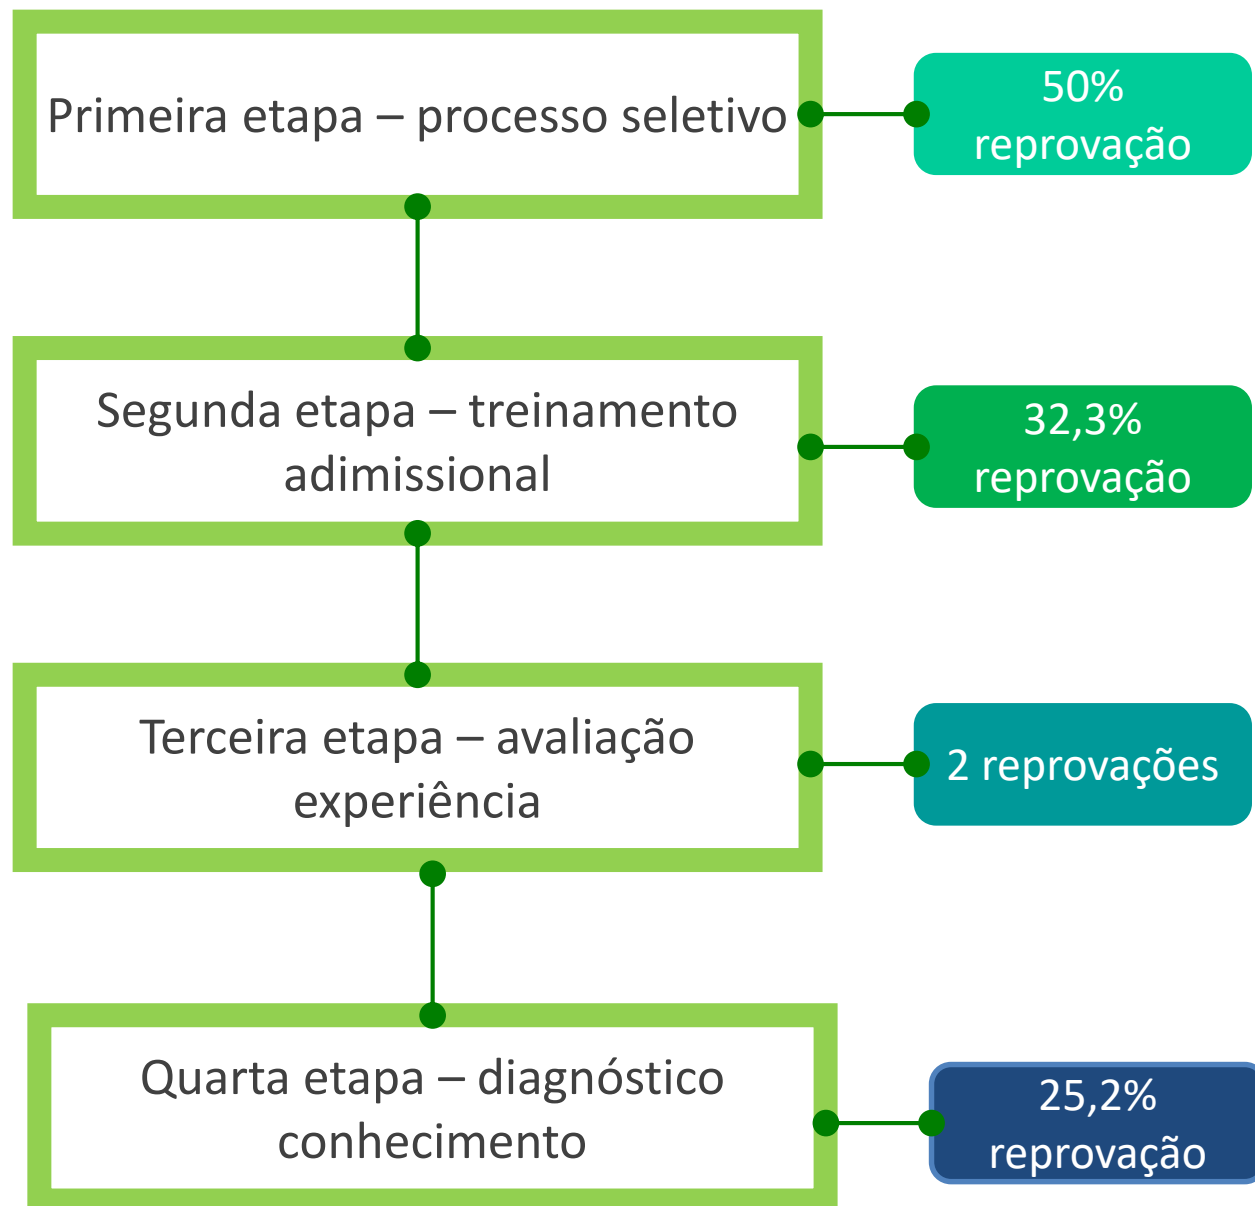 Primeira etapa – processo seletivo
50%
reprovação
Segunda etapa – treinamento
adimissional
32,3%
reprovação
Terceira etapa – avaliação
experiência
2 reprovações
Quarta etapa – diagnóstico
conhecimento
25,2%
reprovação